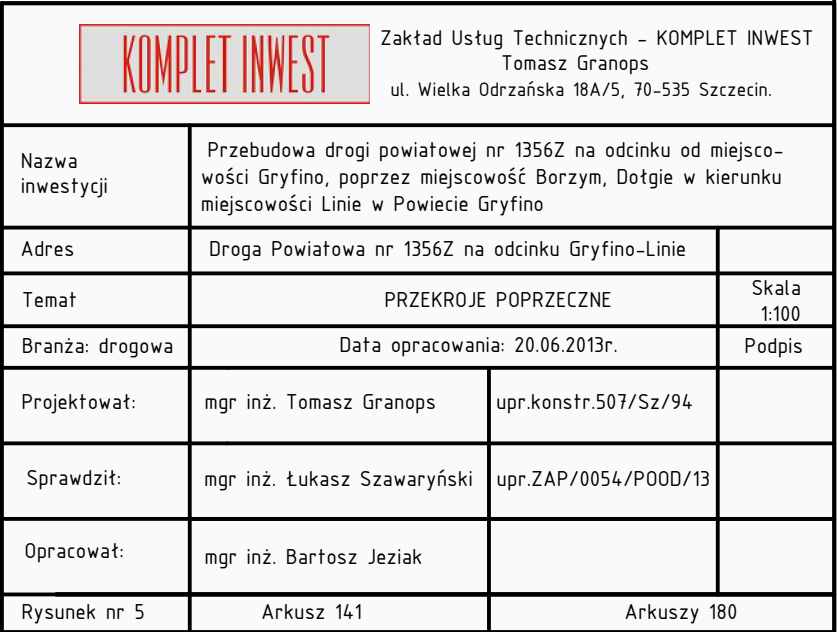 KOMPLET INWEST
Zakład Usług Technicznych - KOMPLET INWEST
Tomasz Granops
ul. Wielka Odrzańska 18A/5, 70-535 Szczecin.
Nazwa
inwestycji
Przebudowa drogi powiatowej nr 1356Z na odcinku od miejsco-
wości Gryfino, poprzez miejscowość Borzym, Dołgie w kierunku
miejscowości Linie w Powiecie Gryfino
Adres
Droga Powiatowa nr 1356Z na odcinku Gryfino-Linie
Temat
PRZEKROJE POPRZECZNE
Skala
1:100
Branża: drogowa
Data opracowania: 20.06.2013r.
Podpis
Projektował:
mgr inż. Tomasz Granops
upr.konstr.507/Sz/94
Sprawdził:
mgr inż. Łukasz Szawaryński
upr.ZAP/0054/POOD/13
Opracował:
mgr inż. Bartosz Jeziak
Rysunek nr 5
Arkusz 141
Arkuszy 180